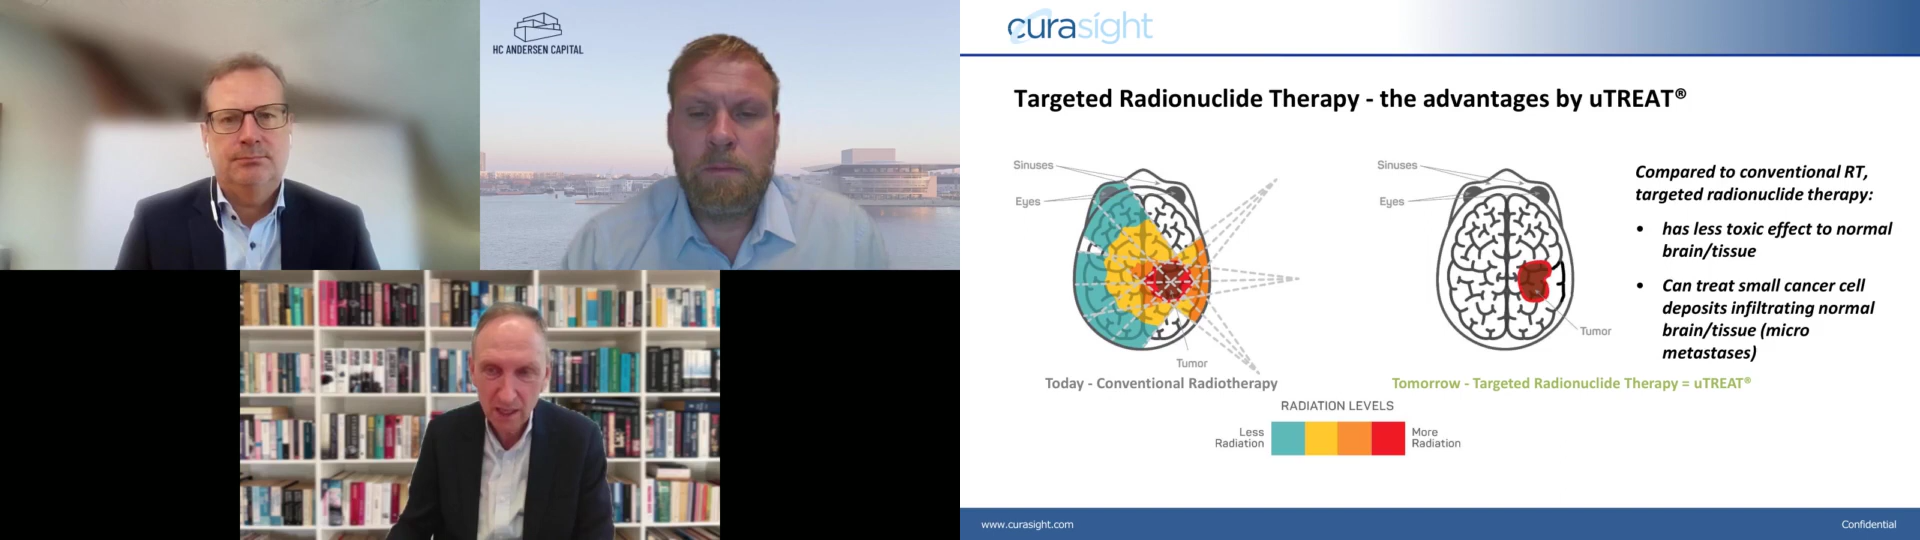 HC ANDERSEN CAPITAL
curasight
Targeted Radionuclide Therapy - the advantages by uTREAT®
Sinuses
Eyes
Tumor
Today - Conventional Radiotherapy
Sinuses
Eyes
Tumor
Tomorrow - Targeted Radionuclide Therapy = uTREAT®
Compared to conventional RT,
targeted radionuclide therapy:
• has less toxic effect to normal
brain/tissue
• Can treat small cancer cell
deposits infiltrating normal
brain/tissue (micro
metastases)
RADIATION LEVELS
Less
Radiation
More
Radiation
www.curasight.com
Confidential